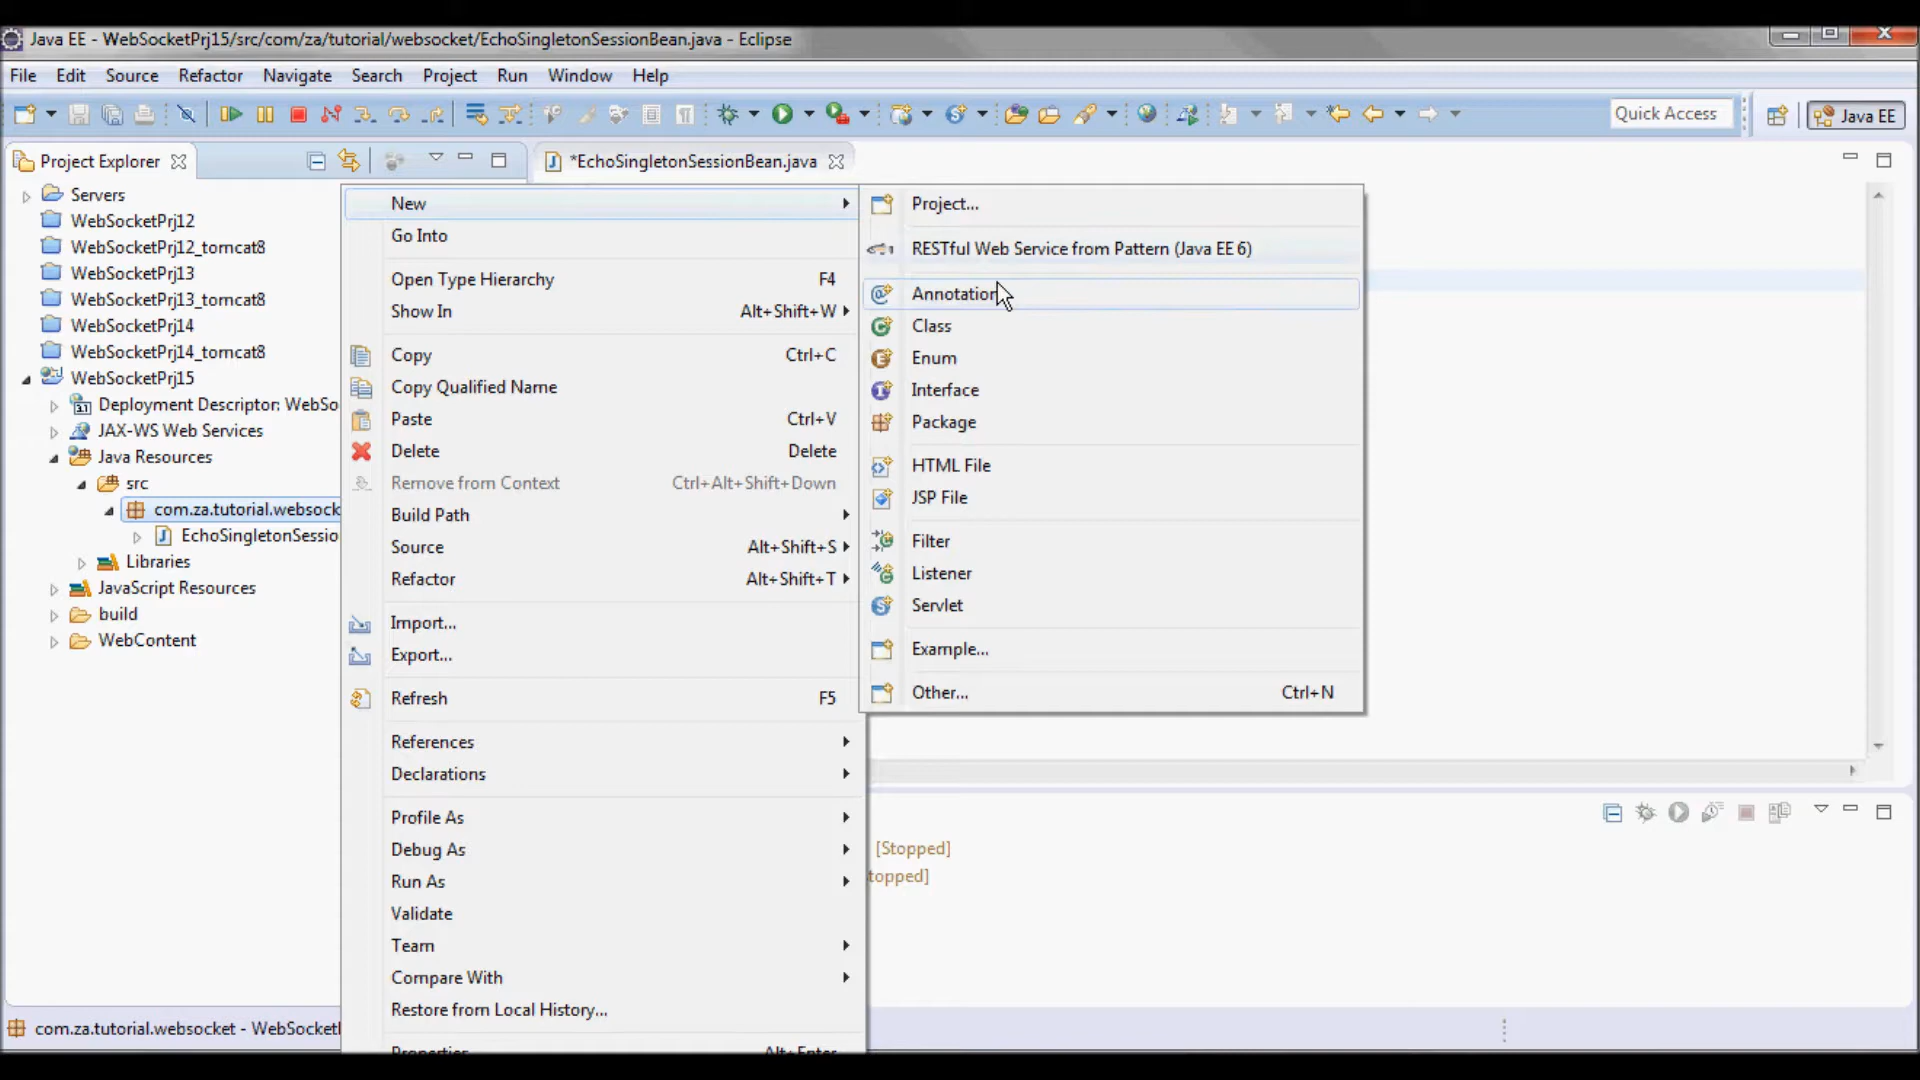 Java EE - WebSocketPrj15/src/com/za/tutorial/websocket/EchoSingletonSessionBean.java - Eclipse
File Edit Source Refactor Navigate Search Project Run Window Help
Quick Access
Java EE
Project Explorer
*EchoSingletonSessionBean.java
Servers
WebSocketPrj12
WebSocketPrj12_tomcat8
WebSocketPrj13
WebSocketPrj13_tomcat8
WebSocketPrj14
WebSocketPrj14_tomcat8
WebSocketPrj15
Deployment Descriptor: WebSo
JAX-WS Web Services
Java Resources
src
com.za.tutorial.websock
EchoSingletonSessio
Libraries
JavaScript Resources
build
WebContent
New
Go Into
Open Type Hierarchy F4
Show In Alt+Shift+W
Copy Ctrl+C
Copy Qualified Name
Paste Ctrl+V
Delete Delete
Remove from Context Ctrl+Alt+Shift+Down
Build Path
Source Alt+Shift+S
Refactor Alt+Shift+T
Import...
Export...
Refresh F5
References
Declarations
Profile As
Debug As
Run As
Validate
Team
Compare With
Restore from Local History...
Properties Alt+Enter
Project...
RESTful Web Service from Pattern (Java EE 6)
Annotation
Class
Enum
Interface
Package
HTML File
JSP File
Filter
Listener
Servlet
Example...
Other... Ctrl+N
[Stopped]
topped]
com.za.tutorial.websocket - WebSocketI